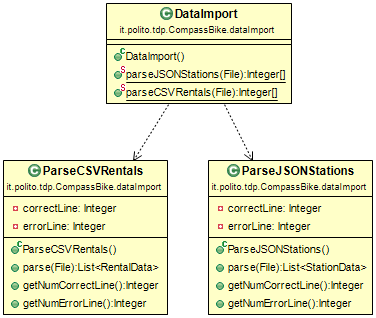 DataImport
it.polito.tdp.CompassBike.dataImport
DataImport()
parseJSONStations(File):Integer[]
parseCSVRentals(File):Integer[]
ParseCSVRentals
it.polito.tdp.CompassBike.dataImport
correctLine: Integer
errorLine: Integer
ParseCSVRentals()
parse(File):List<RentalData>
getNumCorrectLine():Integer
getNumErrorLine():Integer
ParseJSONStations
it.polito.tdp.CompassBike.dataImport
correctLine: Integer
errorLine: Integer
ParseJSONStations()
parse(File):List<StationData>
getNumCorrectLine():Integer
getNumErrorLine():Integer